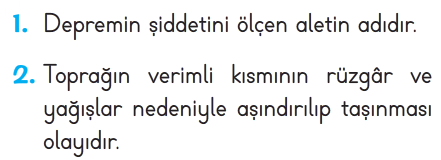 1. Depremin şiddetini ölçen aletin adıdır.
2. Toprağın verimli kısmının rüzgâr ve
yağışlar nedeniyle aşındırılıp taşınması
olayıdır.